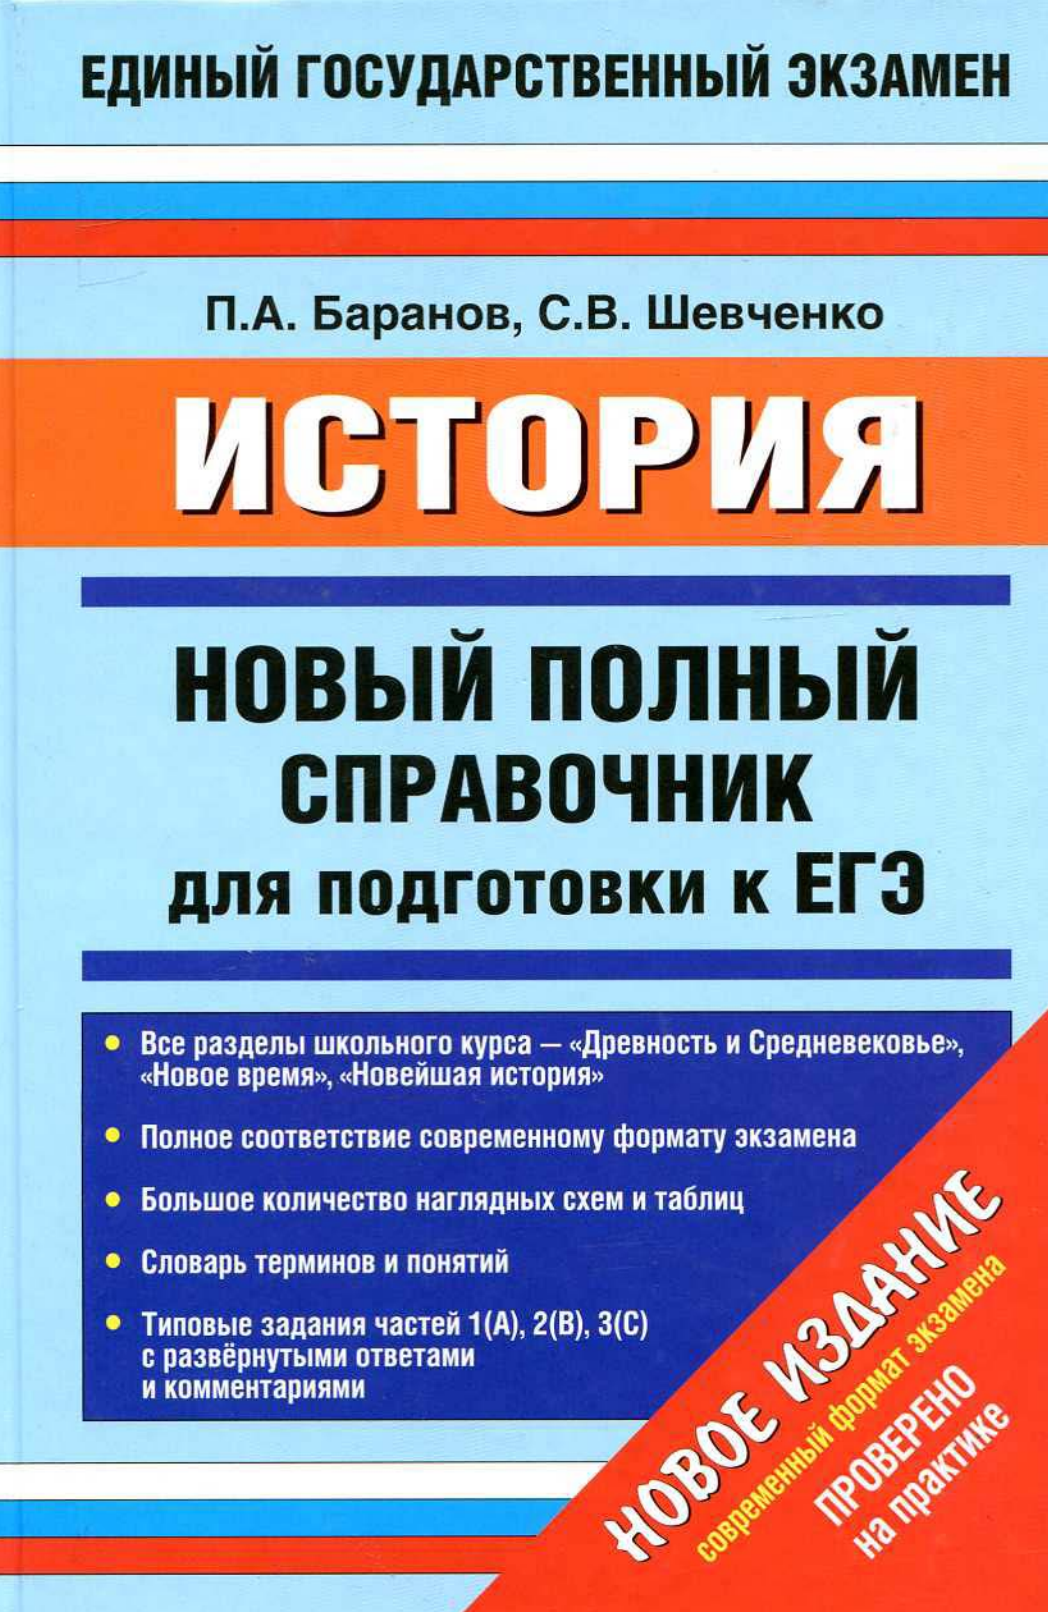 ЕДИНЫЙ ГОСУДАРСТВЕННЫЙ ЭКЗАМЕН
П.А. Баранов, С.В. Шевченко
ИСТОРИЯ
НОВЫЙ ПОЛНЫЙ
СПРАВОЧНИК
для подготовки к ЕГЭ
• Все разделы школьного курса — «Древность и Средневековье»,
«Новое время», «Новейшая история»
• Полное соответствие современному формату экзамена
• Большое количество наглядных схем и таблиц
• Словарь терминов и понятий
• Типовые задания частей 1(А), 2(В), 3(С)
с развёрнутыми ответами
и комментариями
НОВОЕ ИЗДАНИЕ
современный формат экзамена
ПРОВЕРЕНО
на практике